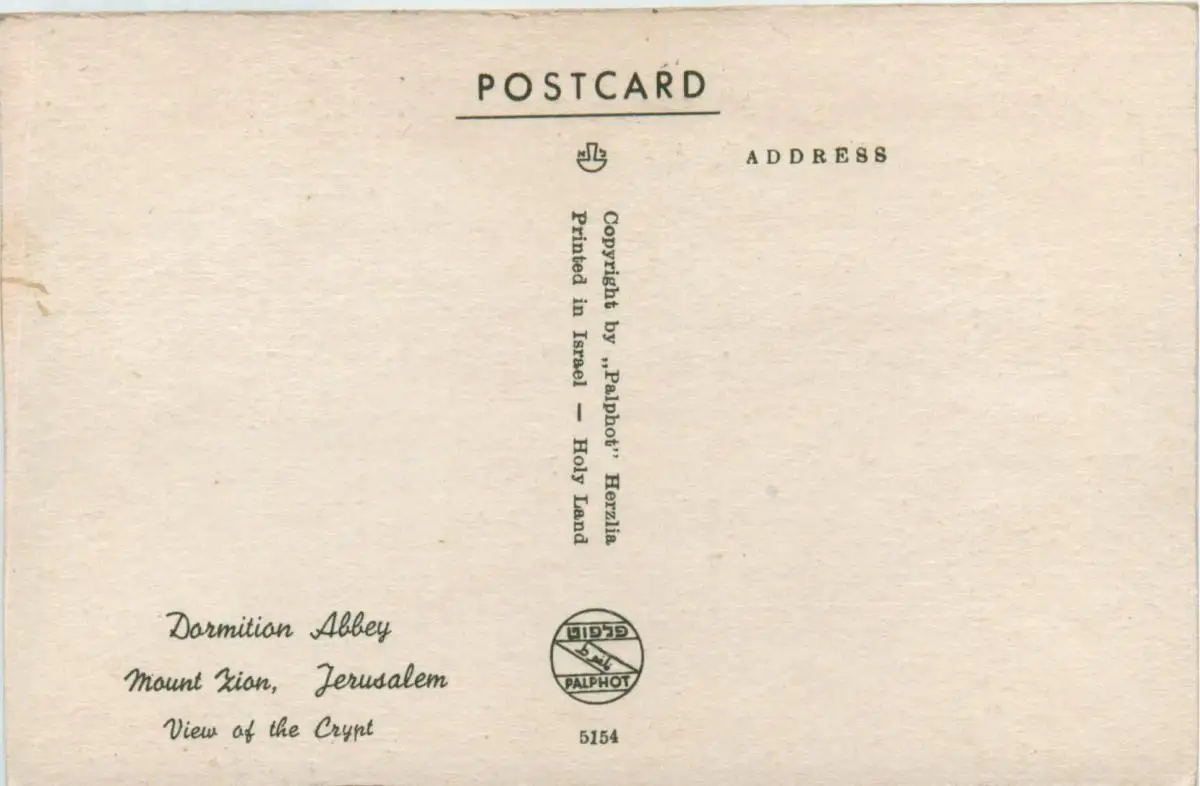 POSTCARD
ADDRESS
Copyright by „Palphot" Herzlia
Printed in Israel — Holy Land
Dormition Abbey
Mount Zion, Jerusalem
View of the Crypt
פלפוט
PALPHOT
5154